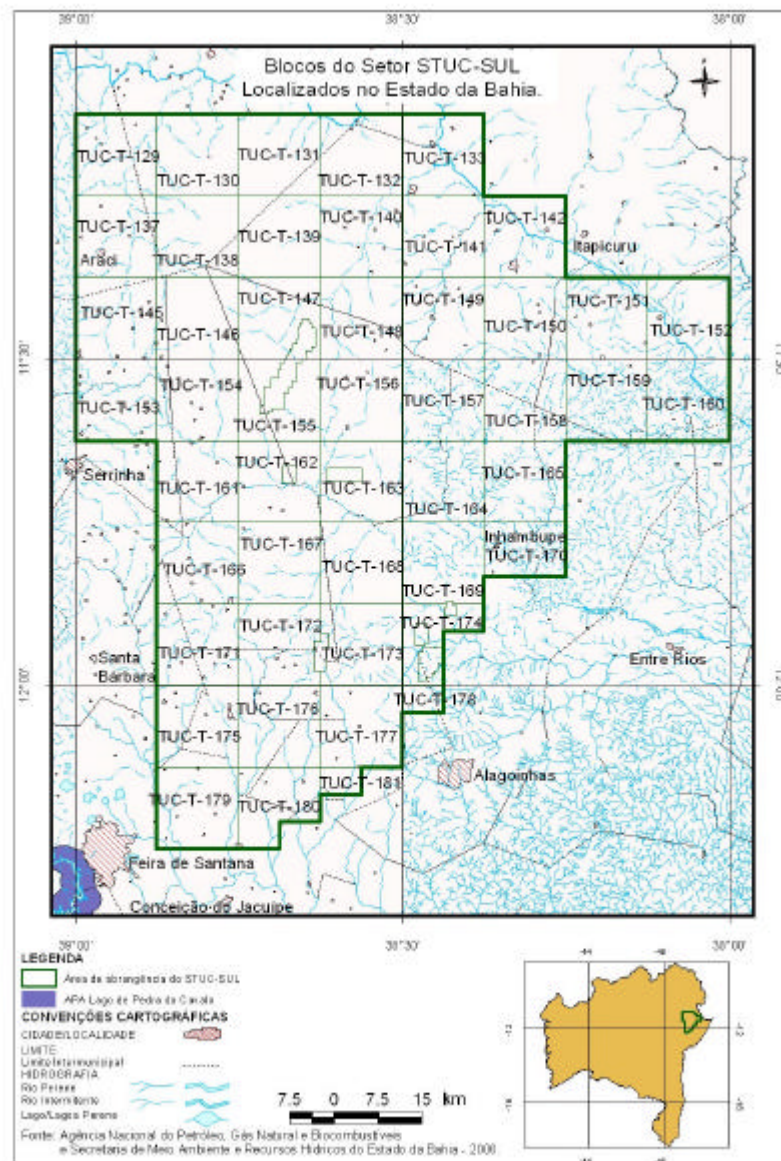 39°00' 38°30' 38°00'
Blocos do Setor STUC-SUL
Localizados no Estado da Bahia.
TUC-T-129
TUC-T-130
TUC-T-131
TUC-T-132
TUC-T-133
TUC-T-137
TUC-T-138
TUC-T-139
TUC-T-140
TUC-T-141
TUC-T-142
Itapicuru
Araci
TUC-T-145
TUC-T-146
TUC-T-147
TUC-T-148
TUC-T-149
TUC-T-150
TUC-T-151
TUC-T-152
11°30'
TUC-T-153
TUC-T-154
TUC-T-155
TUC-T-156
TUC-T-157
TUC-T-158
TUC-T-159
TUC-T-160
Serrinha
TUC-T-161
TUC-T-162
TUC-T-163
TUC-T-164
TUC-T-165
Inhambupe
TUC-T-166
TUC-T-167
TUC-T-168
TUC-T-169
TUC-T-170
TUC-T-171
TUC-T-172
TUC-T-173
TUC-T-174
Entre Rios
Santa
Bárbara
12°00'
TUC-T-175
TUC-T-176
TUC-T-177
TUC-T-178
Alagoinhas
TUC-T-179
TUC-T-180
TUC-T-181
Feira de Santana
Conceição do Jacuípe
39°00' 38°30' 38°00'
LEGENDA
Área de abrangência do STUC-SUL
APA Lago de Pedra do Cavalo
CONVENÇÕES CARTOGRÁFICAS
CIDADE/LOCALIDADE
LIMITE
Limite Intermunicipal
HIDROGRAFIA
Rio Perene
Rio Intermitente
Lago/Lagoa Perene
7.5 0 7.5 15 km
Fonte: Agência Nacional do Petróleo, Gás Natural e Biocombustíveis
e Secretaria de Meio Ambiente e Recursos Hídricos do Estado da Bahia - 2006.